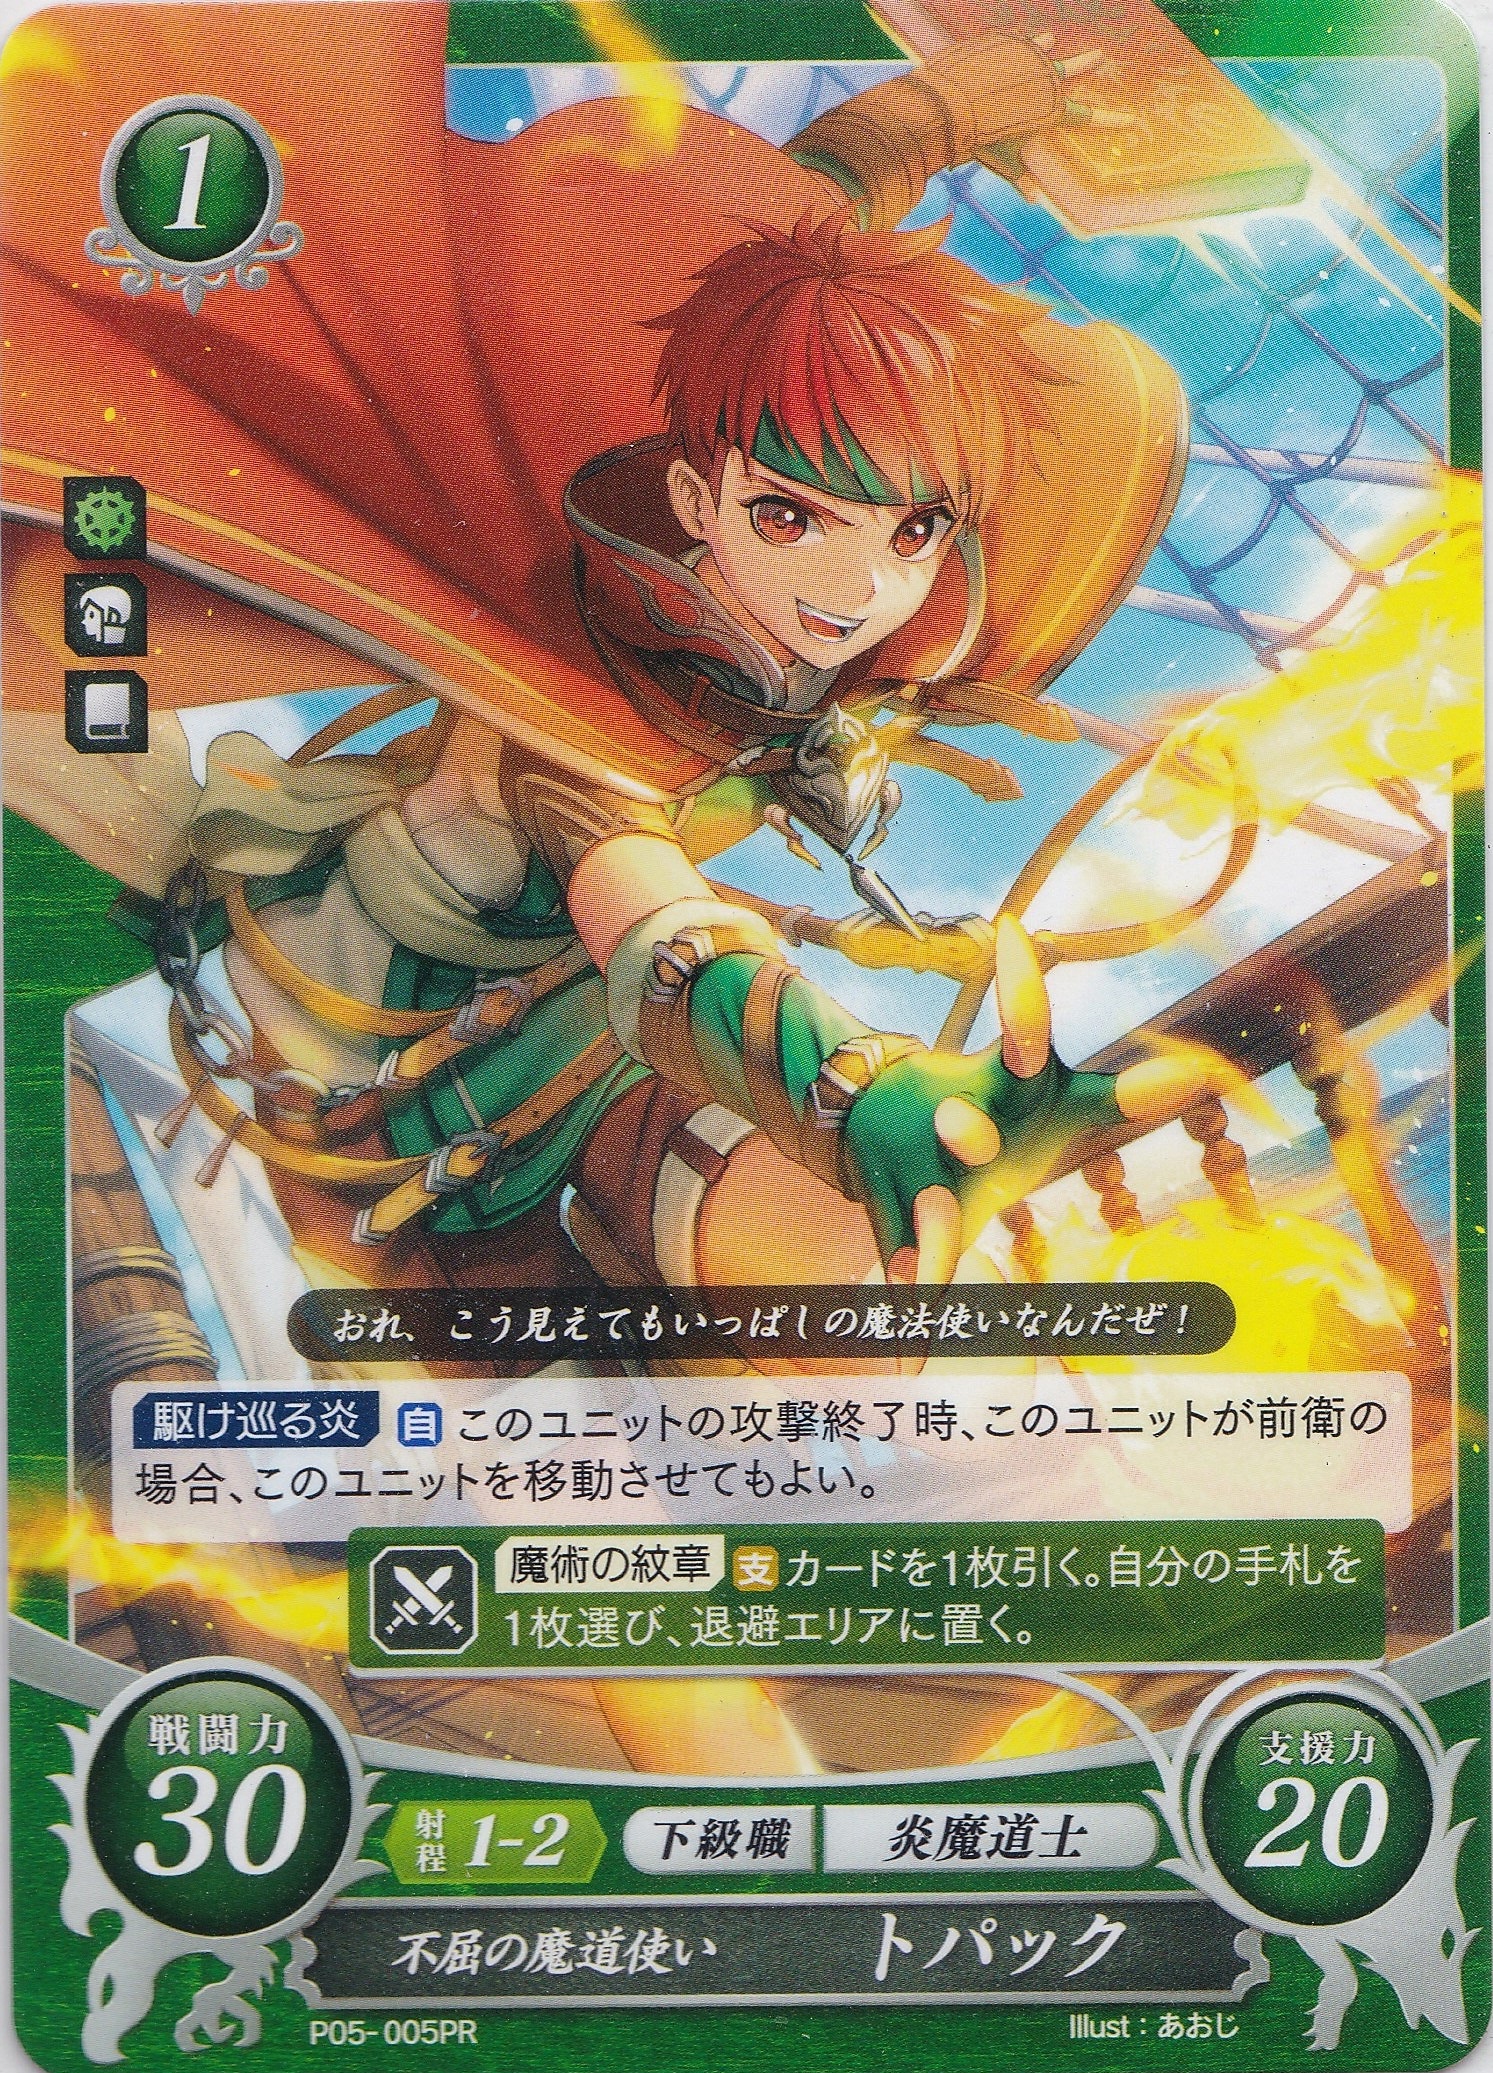 1
おれ、こう見えてもいっぱしの魔法使いなんだぜ！
駆け巡る炎 自 このユニットの攻撃終了時、このユニットが前衛の
場合、このユニットを移動させてもよい。
魔術の紋章 支 カードを1枚引く。自分の手札を
1枚選び、退避エリアに置く。
戦闘力
30
射程 1-2 下級職 炎魔道士
支援力
20
不屈の魔道使い トパック
P05-005PR Illust：あおじ